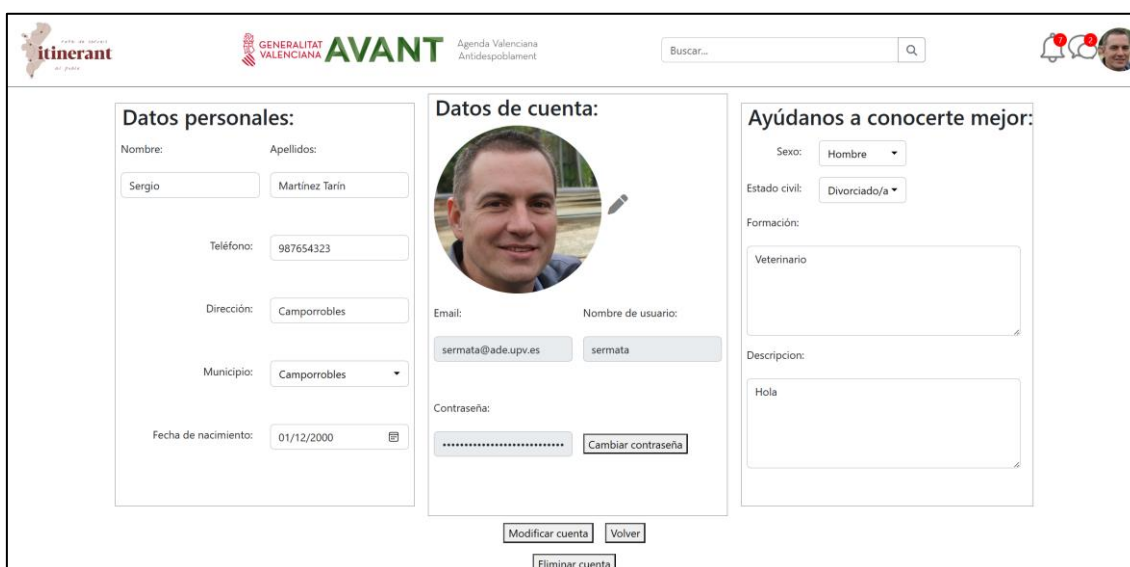 itinerant
GENERALITAT
VALENCIANA
AVANT
Agenda Valenciana
Antidespoblament
Buscar...
7
2
Datos personales:
Nombre:
Apellidos:
Sergio
Martínez Tarín
Teléfono:
987654323
Dirección:
Camporrobles
Municipio:
Camporrobles
Fecha de nacimiento:
01/12/2000
Datos de cuenta:
Email:
Nombre de usuario:
sermata@ade.upv.es
sermata
Contraseña:
Cambiar contraseña
Ayúdanos a conocerte mejor:
Sexo:
Hombre
Estado civil:
Divorciado/a
Formación:
Veterinario
Descripcion:
Hola
Modificar cuenta
Volver
Eliminar cuenta